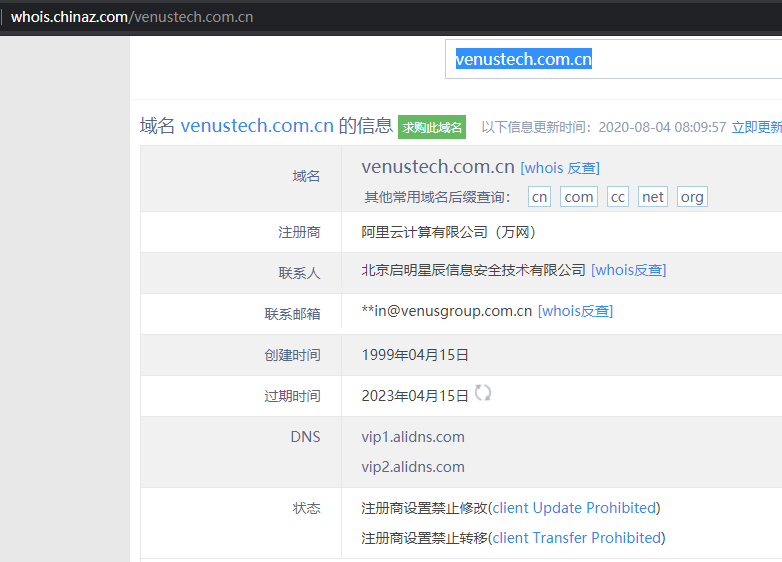 whois.chinaz.com/venustech.com.cn
venustech.com.cn
域名 venustech.com.cn 的信息 求购此域名 以下信息更新时间：2020-08-04 08:09:57 立即更新
域名 venustech.com.cn [whois 反查]
其他常用域名后缀查询： cn com cc net org
注册商 阿里云计算有限公司（万网）
联系人 北京启明星辰信息安全技术有限公司 [whois反查]
联系邮箱 **in@venusgroup.com.cn [whois反查]
创建时间 1999年04月15日
过期时间 2023年04月15日
DNS vip1.alidns.com
vip2.alidns.com
状态 注册商设置禁止修改(client Update Prohibited)
注册商设置禁止转移(client Transfer Prohibited)